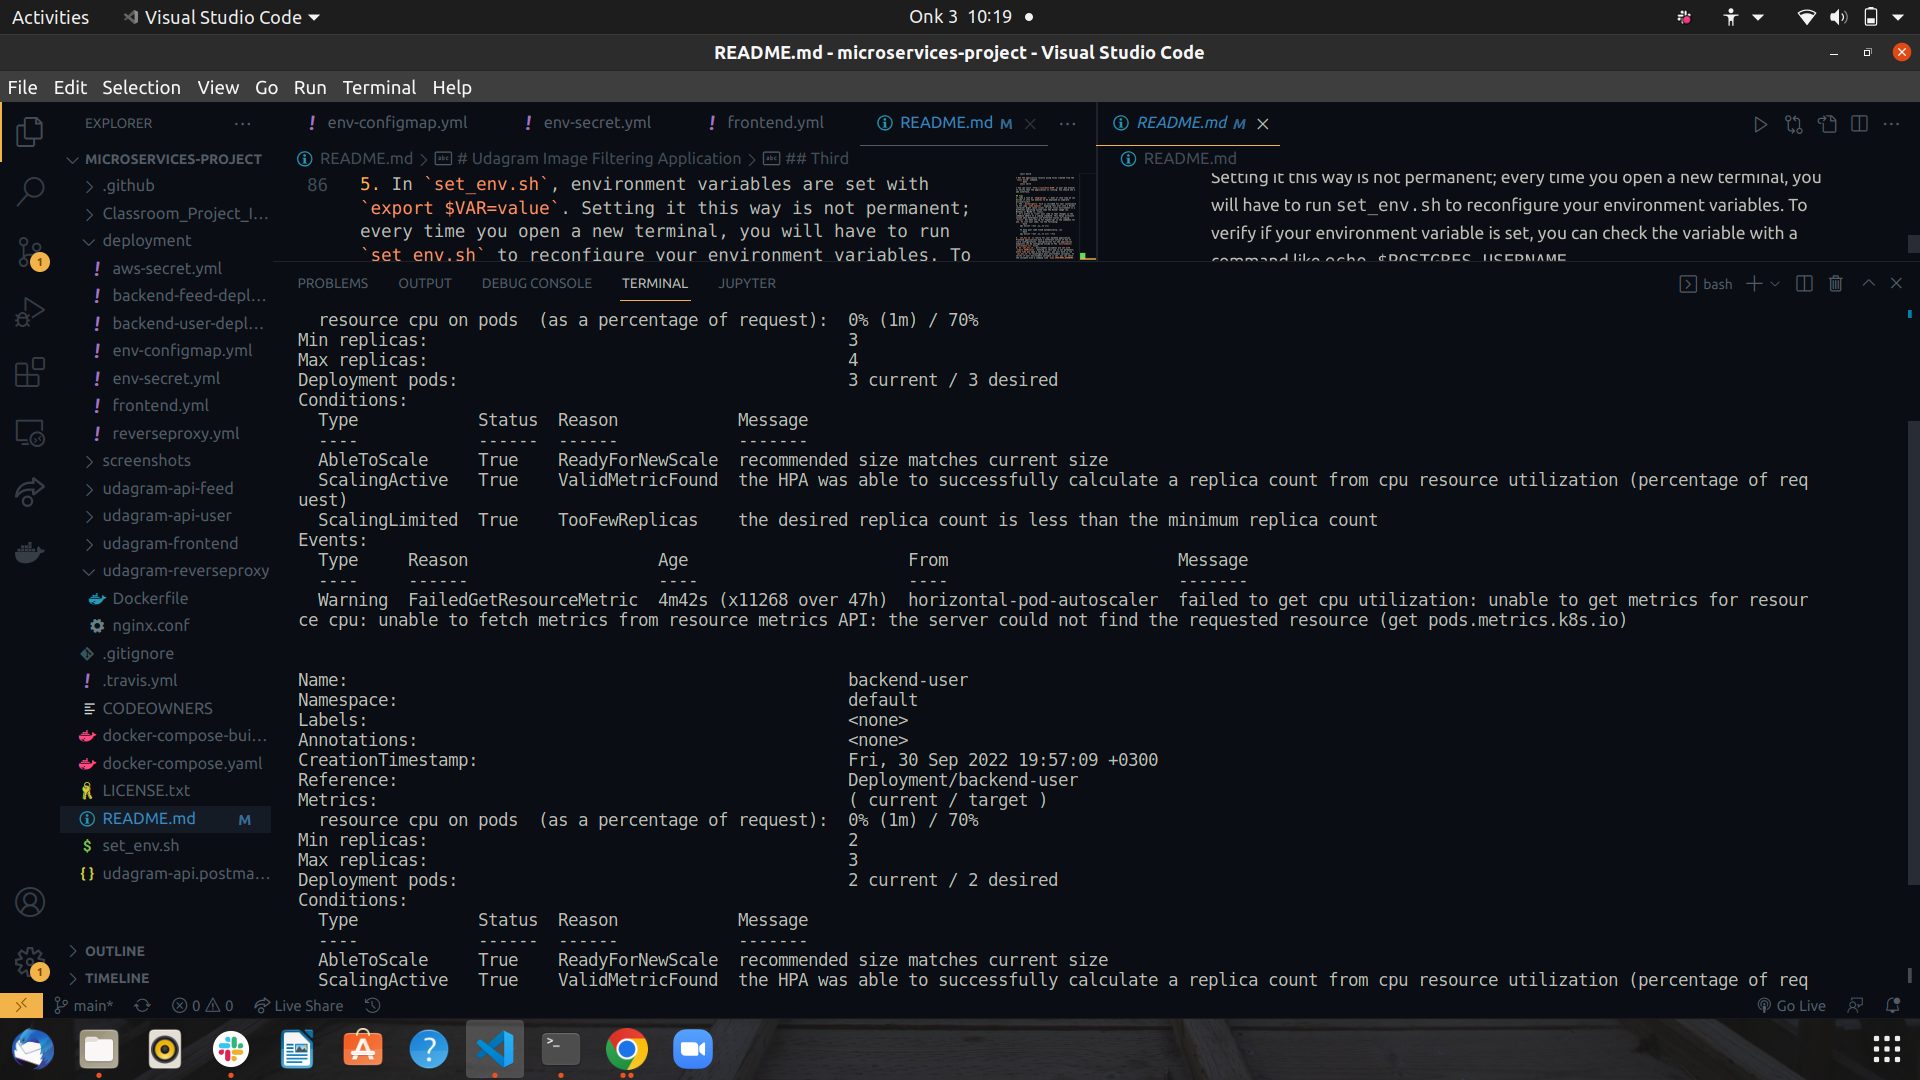 Activities
Visual Studio Code
Onk 3 10:19
README.md - microservices-project - Visual Studio Code
File Edit Selection View Go Run Terminal Help
EXPLORER
MICROSERVICES-PROJECT
.github
Classroom_Project_I...
deployment
aws-secret.yml
backend-feed-depl...
backend-user-depl...
env-configmap.yml
env-secret.yml
frontend.yml
reverseproxy.yml
screenshots
udagram-api-feed
udagram-api-user
udagram-frontend
udagram-reverseproxy
Dockerfile
nginx.conf
.gitignore
.travis.yml
CODEOWNERS
docker-compose-bui...
docker-compose.yaml
LICENSE.txt
README.md M
set_env.sh
udagram-api.postma...
OUTLINE
TIMELINE
1
1
env-configmap.yml env-secret.yml frontend.yml README.md M
README.md > # Udagram Image Filtering Application > ## Third
86 5. In `set_env.sh`, environment variables are set with
`export $VAR=value`. Setting it this way is not permanent;
every time you open a new terminal, you will have to run
`set_env.sh` to reconfigure your environment variables. To
README.md M
README.md
Setting it this way is not permanent; every time you open a new terminal, you
will have to run set_env.sh to reconfigure your environment variables. To
verify if your environment variable is set, you can check the variable with a
command like echo $POSTGRES_USERNAME
PROBLEMS OUTPUT DEBUG CONSOLE TERMINAL JUPYTER
bash
resource cpu on pods (as a percentage of request): 0% (1m) / 70%
Min replicas: 3
Max replicas: 4
Deployment pods: 3 current / 3 desired
Conditions:
Type Status Reason Message
---- ------ ------ -------
AbleToScale True ReadyForNewScale recommended size matches current size
ScalingActive True ValidMetricFound the HPA was able to successfully calculate a replica count from cpu resource utilization (percentage of req
uest)
ScalingLimited True TooFewReplicas the desired replica count is less than the minimum replica count
Events:
Type Reason Age From Message
---- ------ ---- ---- -------
Warning FailedGetResourceMetric 4m42s (x11268 over 47h) horizontal-pod-autoscaler failed to get cpu utilization: unable to get metrics for resour
ce cpu: unable to fetch metrics from resource metrics API: the server could not find the requested resource (get pods.metrics.k8s.io)
Name: backend-user
Namespace: default
Labels: <none>
Annotations: <none>
CreationTimestamp: Fri, 30 Sep 2022 19:57:09 +0300
Reference: Deployment/backend-user
Metrics: ( current / target )
resource cpu on pods (as a percentage of request): 0% (1m) / 70%
Min replicas: 2
Max replicas: 3
Deployment pods: 2 current / 2 desired
Conditions:
Type Status Reason Message
---- ------ ------ -------
AbleToScale True ReadyForNewScale recommended size matches current size
ScalingActive True ValidMetricFound the HPA was able to successfully calculate a replica count from cpu resource utilization (percentage of req
main* 0 0 Live Share
Go Live